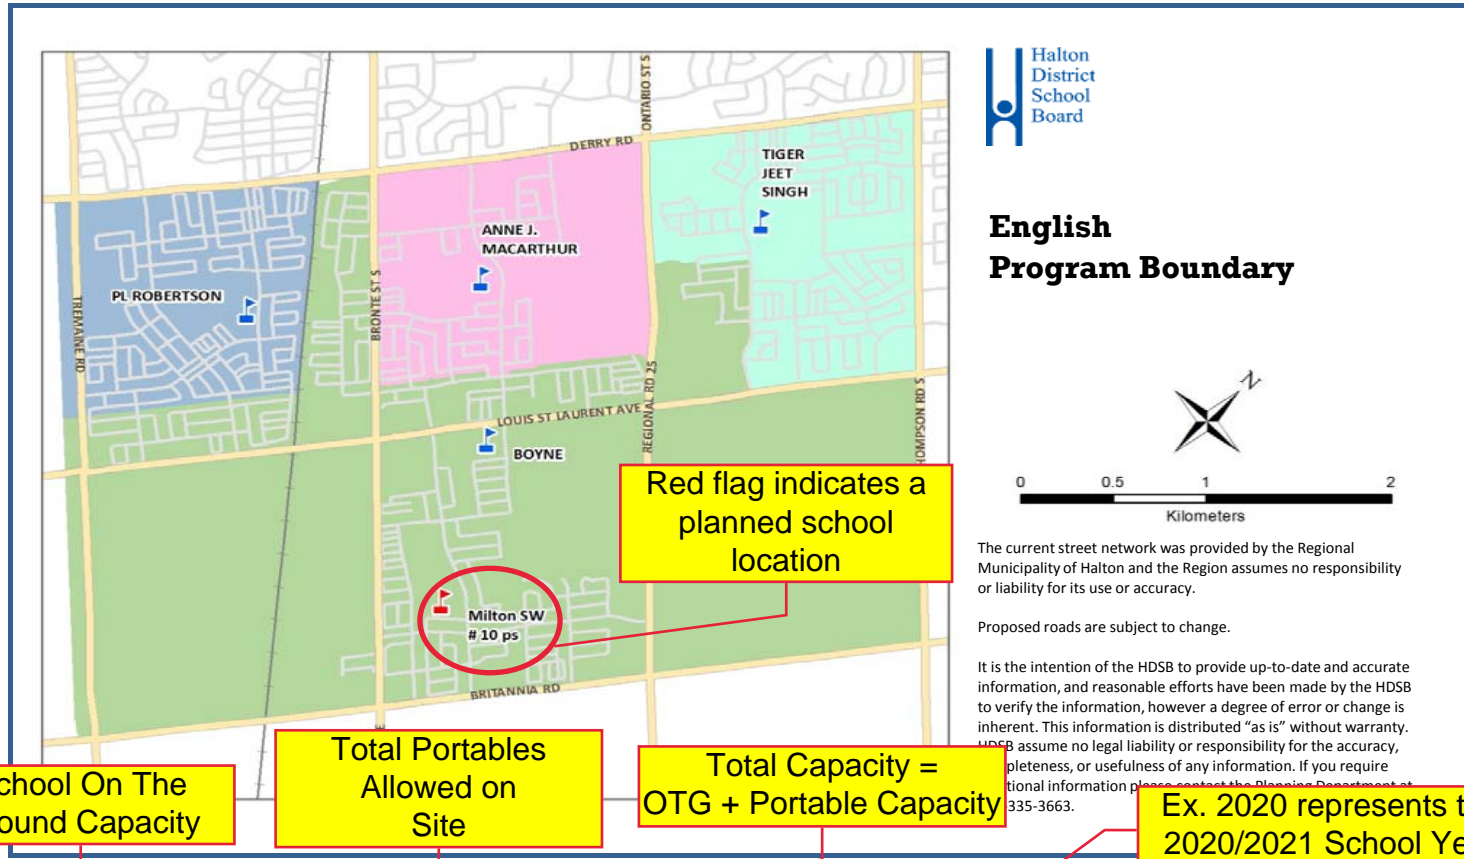 Halton
District
School
Board
English
Program Boundary
DERRY RD
ONTARIO ST S
TIGER
JEET
SINGH
ANNE J.
MACARTHUR
PL ROBERTSON
TREMAINE RD
BRONTE ST S
REGIONAL RD 25
LOUIS ST LAURENT AVE
HOMPSON RD S
BOYNE
N
0 0.5 1 2
Kilometers
Red flag indicates a
planned school
location
Milton SW
# 10 ps
BRITANNIA RD
The current street network was provided by the Regional
Municipality of Halton and the Region assumes no responsibility
or liability for its use or accuracy.
Proposed roads are subject to change.
It is the intention of the HDSB to provide up-to-date and accurate
information, and reasonable efforts have been made by the HDSB
to verify the information, however a degree of error or change is
inherent. This information is distributed “as is” without warranty.
HDSB assume no legal liability or responsibility for the accuracy,
pleteness, or usefulness of any information. If you require
tional information please contact the Planning Department at
335-3663.
chool On The
ound Capacity
Total Portables
Allowed on
Site
Total Capacity =
OTG + Portable Capacity
Ex. 2020 represents t
2020/2021 School Ye